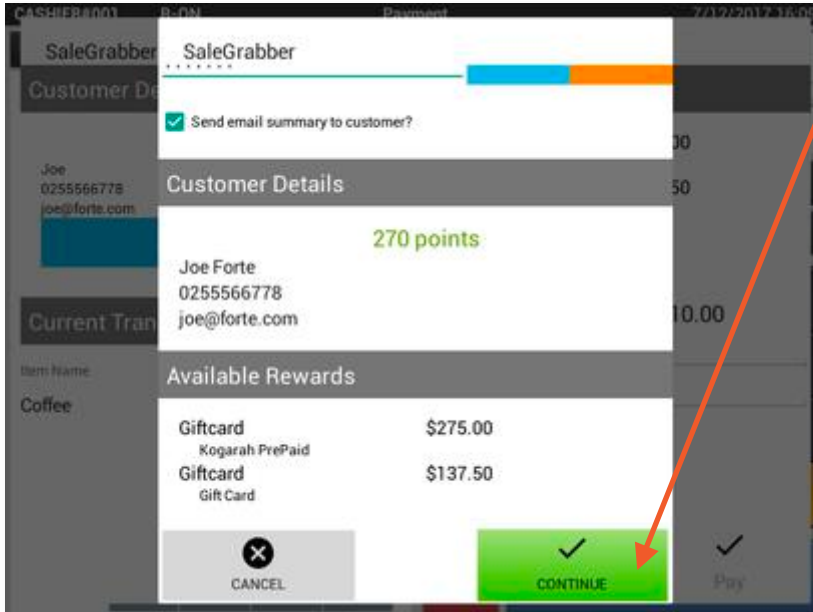 CASHIER#001 R-ON Payment 7/12/2017 16:09
SaleGrabber
SaleGrabber
Customer De
Send email summary to customer?
00
Joe
0255566778
joe@forte.com
50
Customer Details
270 points
Joe Forte
0255566778
joe@forte.com
Current Tran
10.00
Item Name
Coffee
Available Rewards
Giftcard $275.00
Kogarah PrePaid
Giftcard $137.50
Gift Card
CANCEL
CONTINUE
Pay